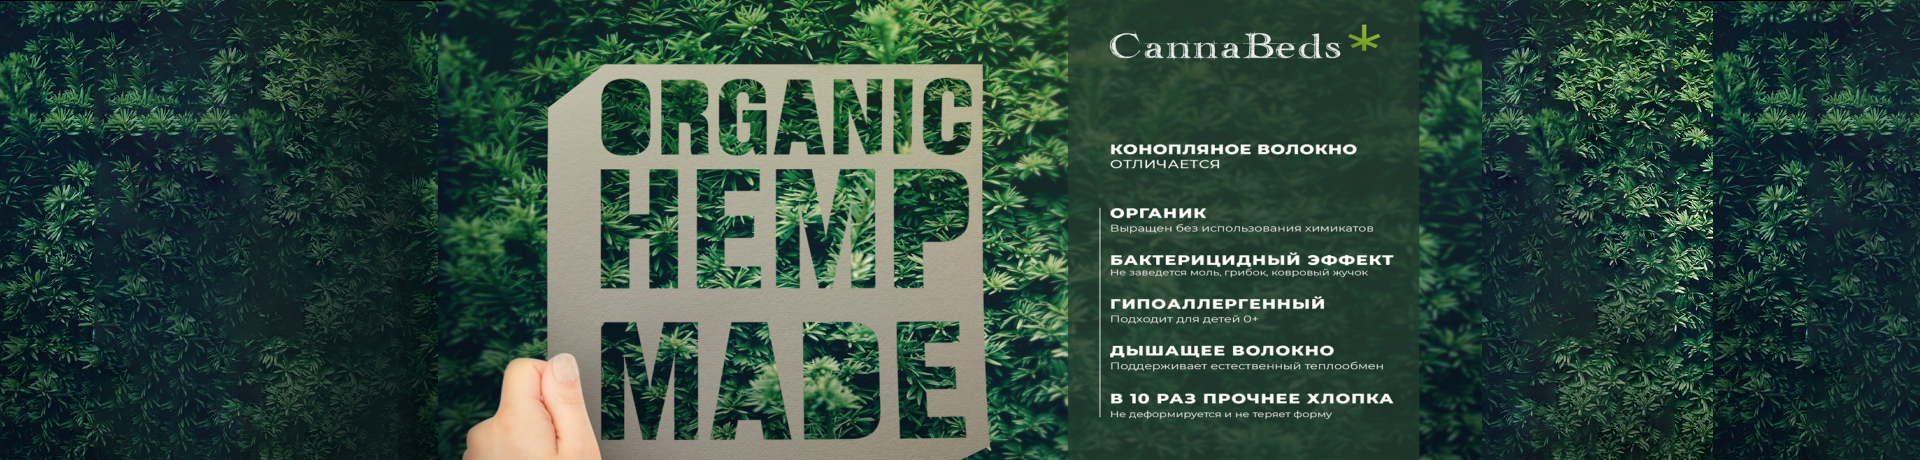 ORGANIC
HEMP
MADE
CannaBeds
КОНОПЛЯНОЕ ВОЛОКНО
ОТЛИЧАЕТСЯ
ОРГАНИК
Выращен без использования химикатов
БАКТЕРИЦИДНЫЙ ЭФФЕКТ
Не заведется моль, грибок, ковровый жучок
ГИПОАЛЛЕРГЕННЫЙ
Подходит для детей 0+
ДЫШАЩЕЕ ВОЛОКНО
Поддерживает естественный теплообмен
В 10 РАЗ ПРОЧНЕЕ ХЛОПКА
Не деформируется и не теряет форму